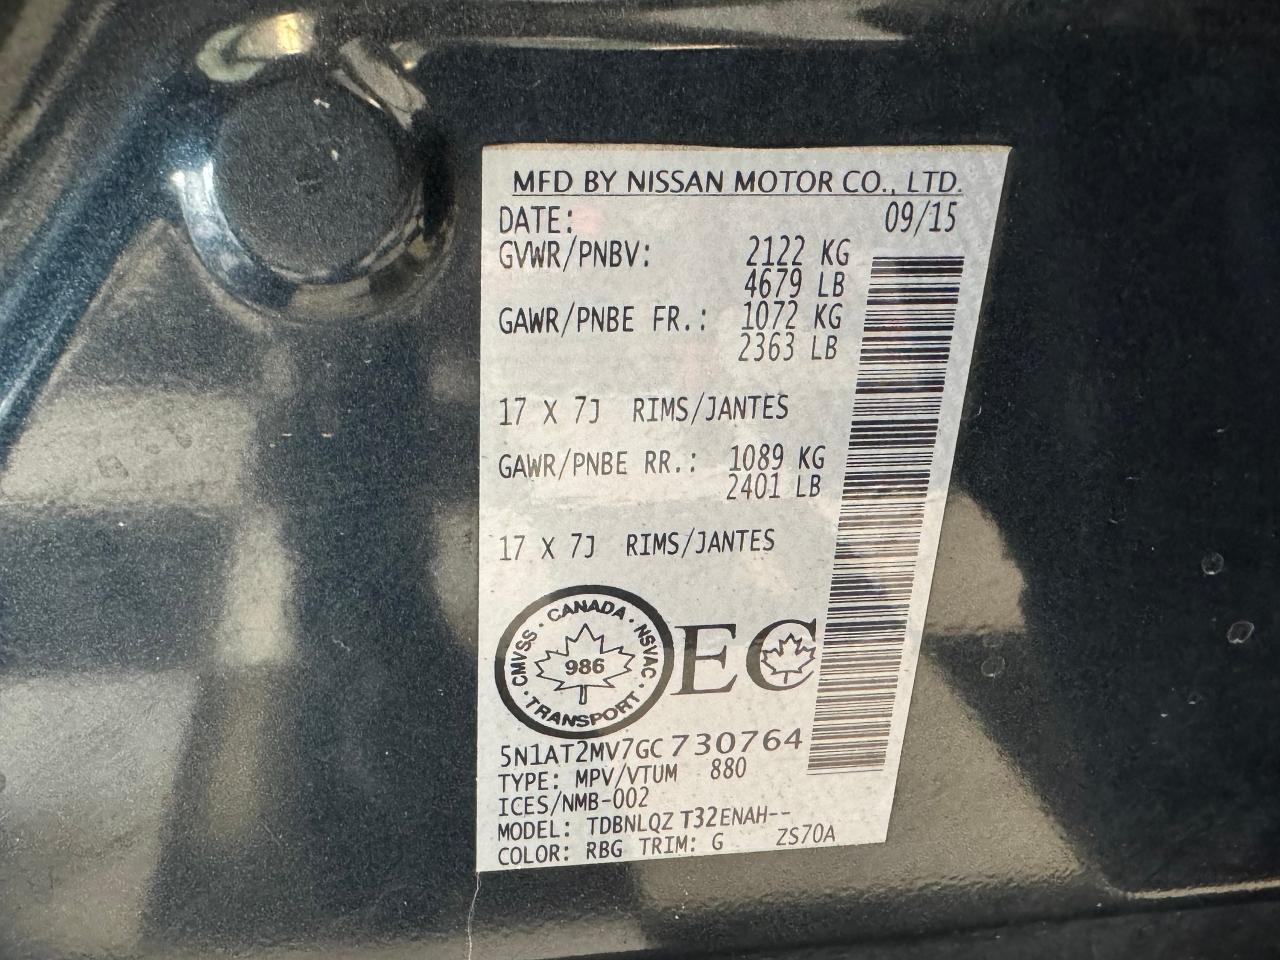 MFD BY NISSAN MOTOR CO., LTD.
DATE: 09/15
GVWR/PNBV: 2122 KG
4679 LB
GAWR/PNBE FR.: 1072 KG
2363 LB
17 X 7J RIMS/JANTES
GAWR/PNBE RR.: 1089 KG
2401 LB
17 X 7J RIMS/JANTES
CMVSS · CANADA · NSVAC · TRANSPORT ·
986
EC
5N1AT2MV7GC730764
TYPE: MPV/VTUM 880
ICES/NMB-002
MODEL: TDBNLQZ T32ENAH--
COLOR: RBG TRIM: G ZS70A